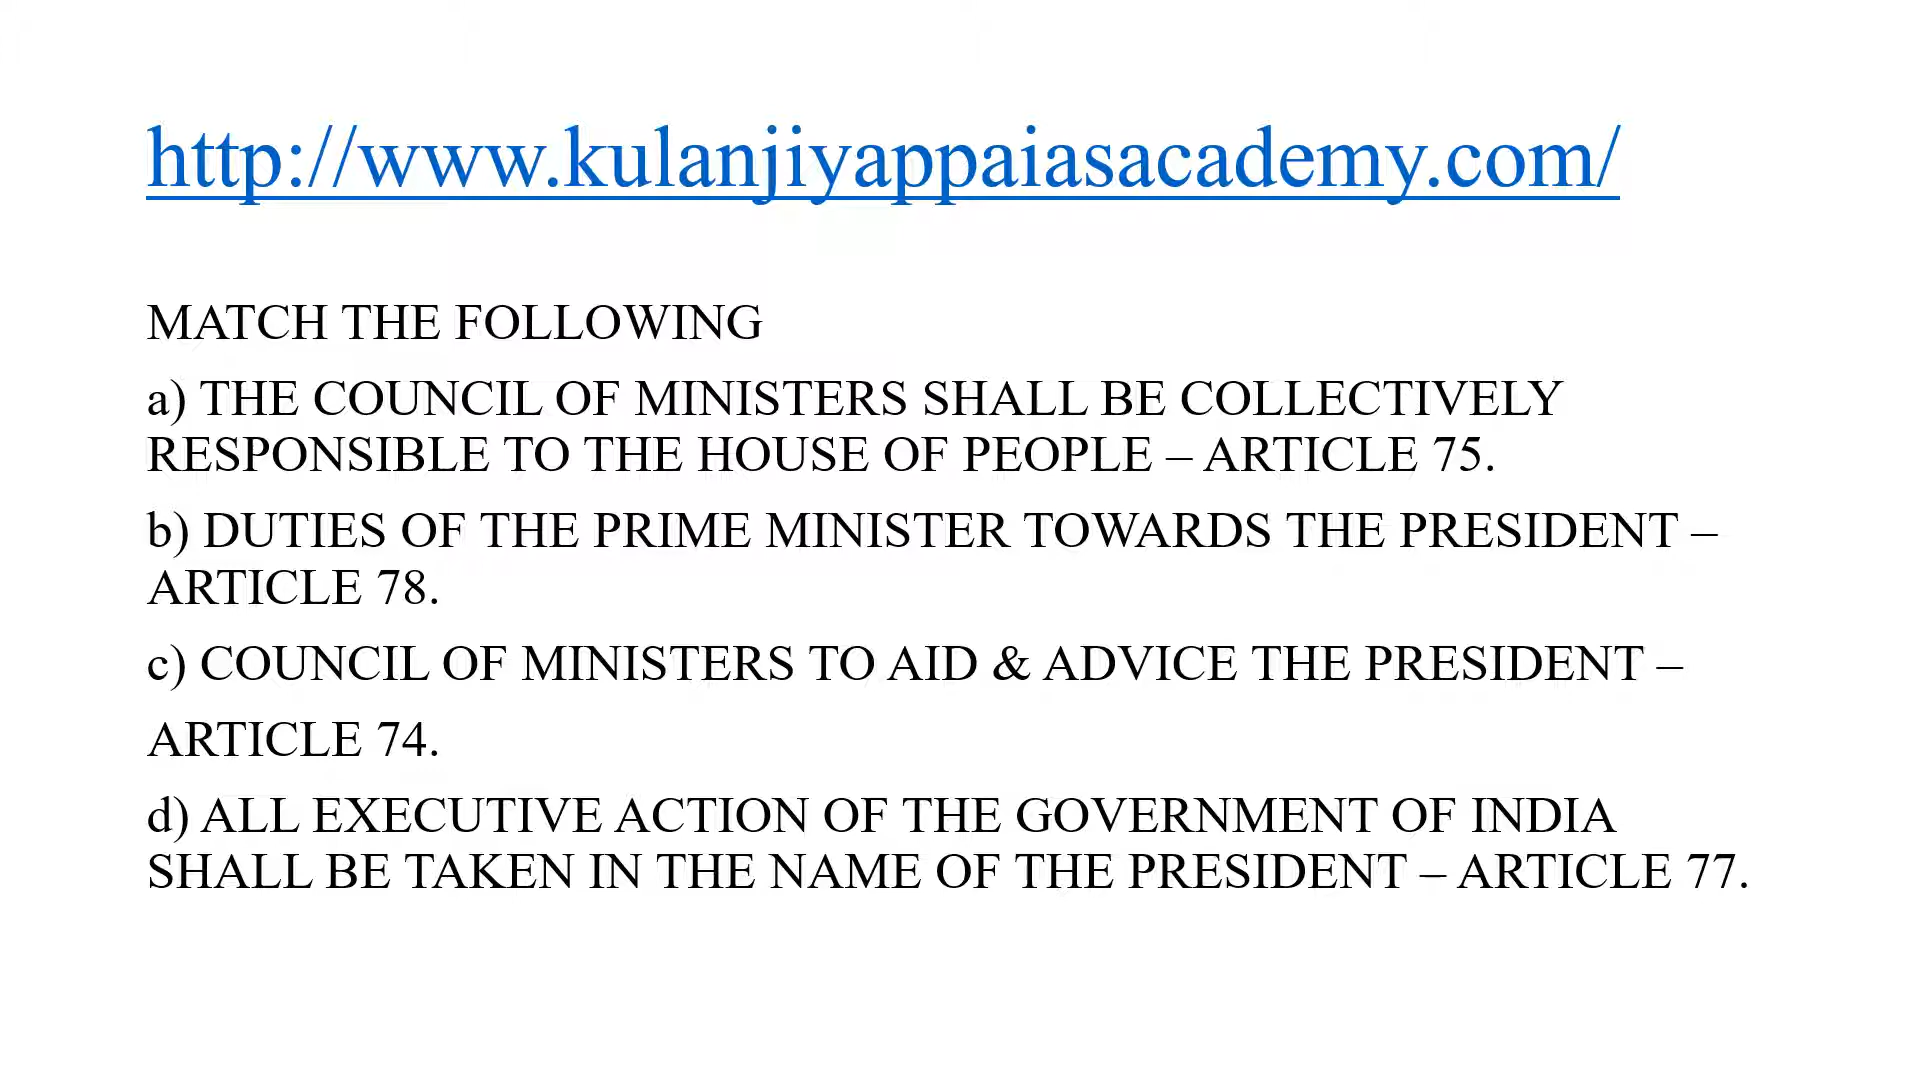 http://www.kulanjiyappaiasacademy.com/
MATCH THE FOLLOWING
a) THE COUNCIL OF MINISTERS SHALL BE COLLECTIVELY
RESPONSIBLE TO THE HOUSE OF PEOPLE – ARTICLE 75.
b) DUTIES OF THE PRIME MINISTER TOWARDS THE PRESIDENT –
ARTICLE 78.
c) COUNCIL OF MINISTERS TO AID & ADVICE THE PRESIDENT –
ARTICLE 74.
d) ALL EXECUTIVE ACTION OF THE GOVERNMENT OF INDIA
SHALL BE TAKEN IN THE NAME OF THE PRESIDENT – ARTICLE 77.